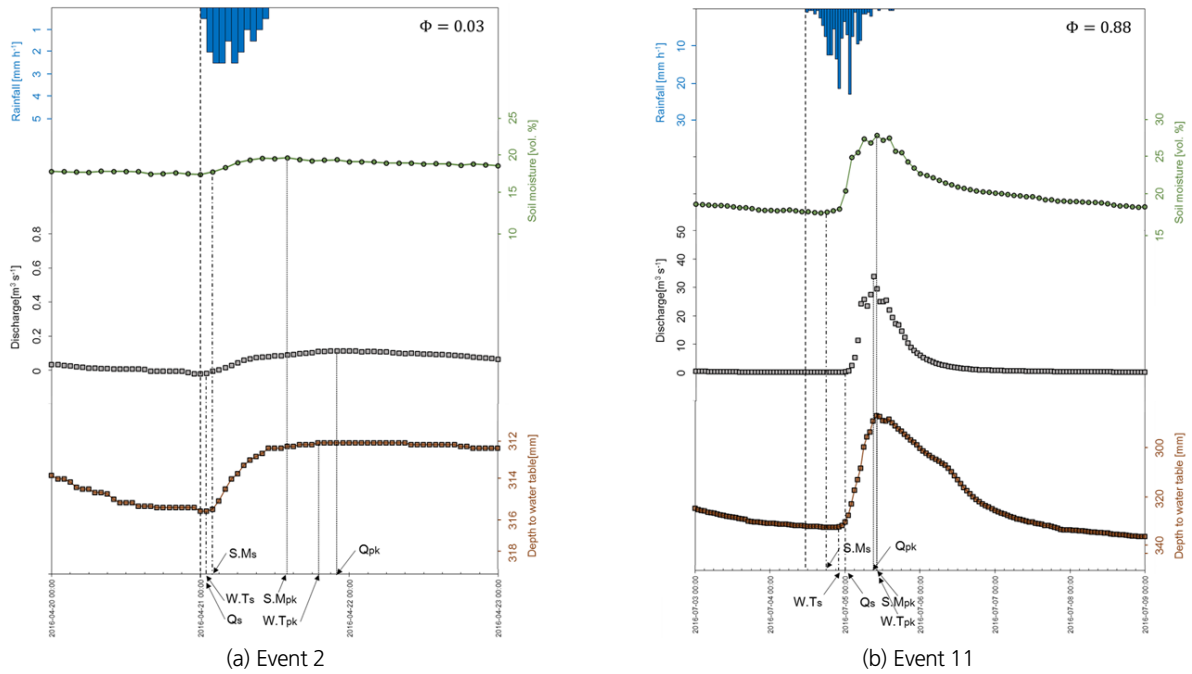 Φ = 0.03
Rainfall [mm h⁻¹]
1
2
3
4
5
25
20
15
10
Soil moisture [vol. %]
0.8
0.6
0.4
0.2
0
Discharge[m³ s⁻¹]
312
314
316
318
Depth to water table[mm]
S.Ms
Qpk
W.Ts
S.Mpk
Qs
W.Tpk
2016-04-20 00:00
2016-04-21 00:00
2016-04-22 00:00
2016-04-23 00:00
(a) Event 2
Φ = 0.88
Rainfall [mm h⁻¹]
10
20
30
30
25
20
15
Soil moisture [vol. %]
50
40
30
20
10
0
Discharge[m³ s⁻¹]
300
320
340
Depth to water table [mm]
S.Ms
Qpk
W.Ts
Qs
S.Mpk
W.Tpk
2016-07-03 00:00
2016-07-04 00:00
2016-07-05 00:00
2016-07-06 00:00
2016-07-07 00:00
2016-07-08 00:00
2016-07-09 00:00
(b) Event 11